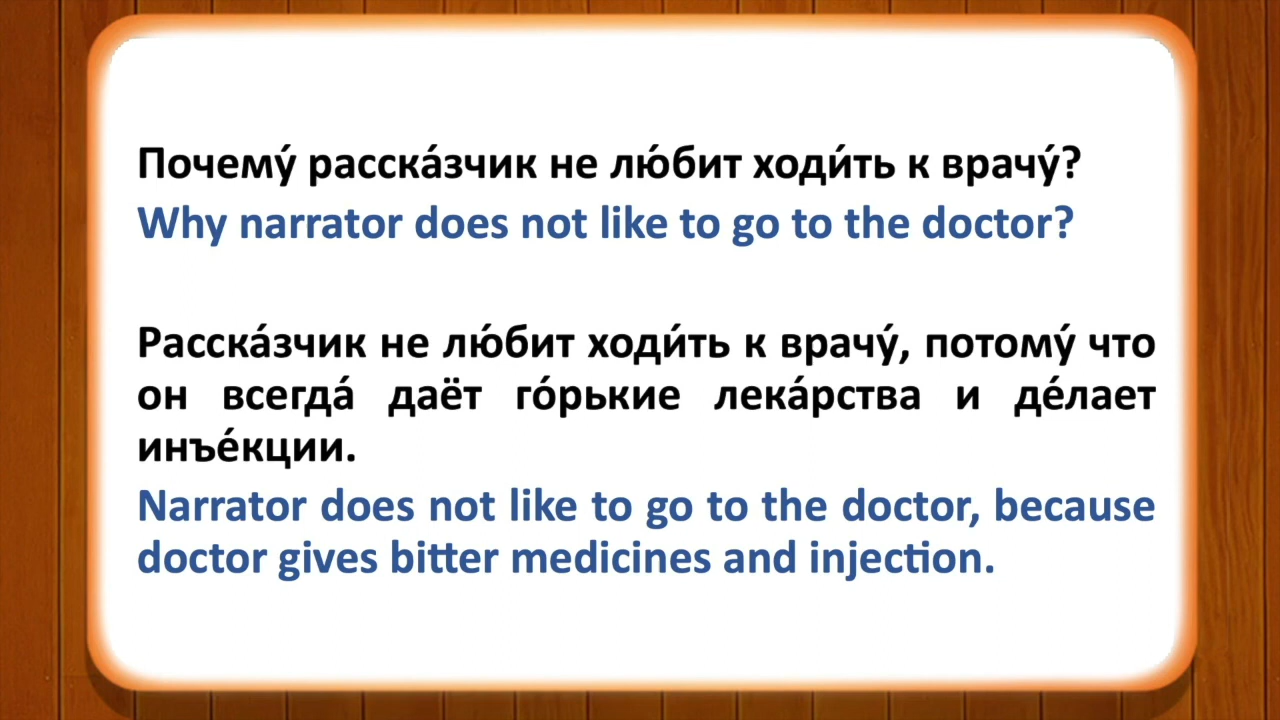 Почему́ расска́зчик не лю́бит ходи́ть к врачу́?
Why narrator does not like to go to the doctor?
Расска́зчик не лю́бит ходи́ть к врачу́, потому́ что
он всегда́ даёт го́рькие лека́рства и де́лает
инъе́кции.
Narrator does not like to go to the doctor, because
doctor gives bitter medicines and injection.